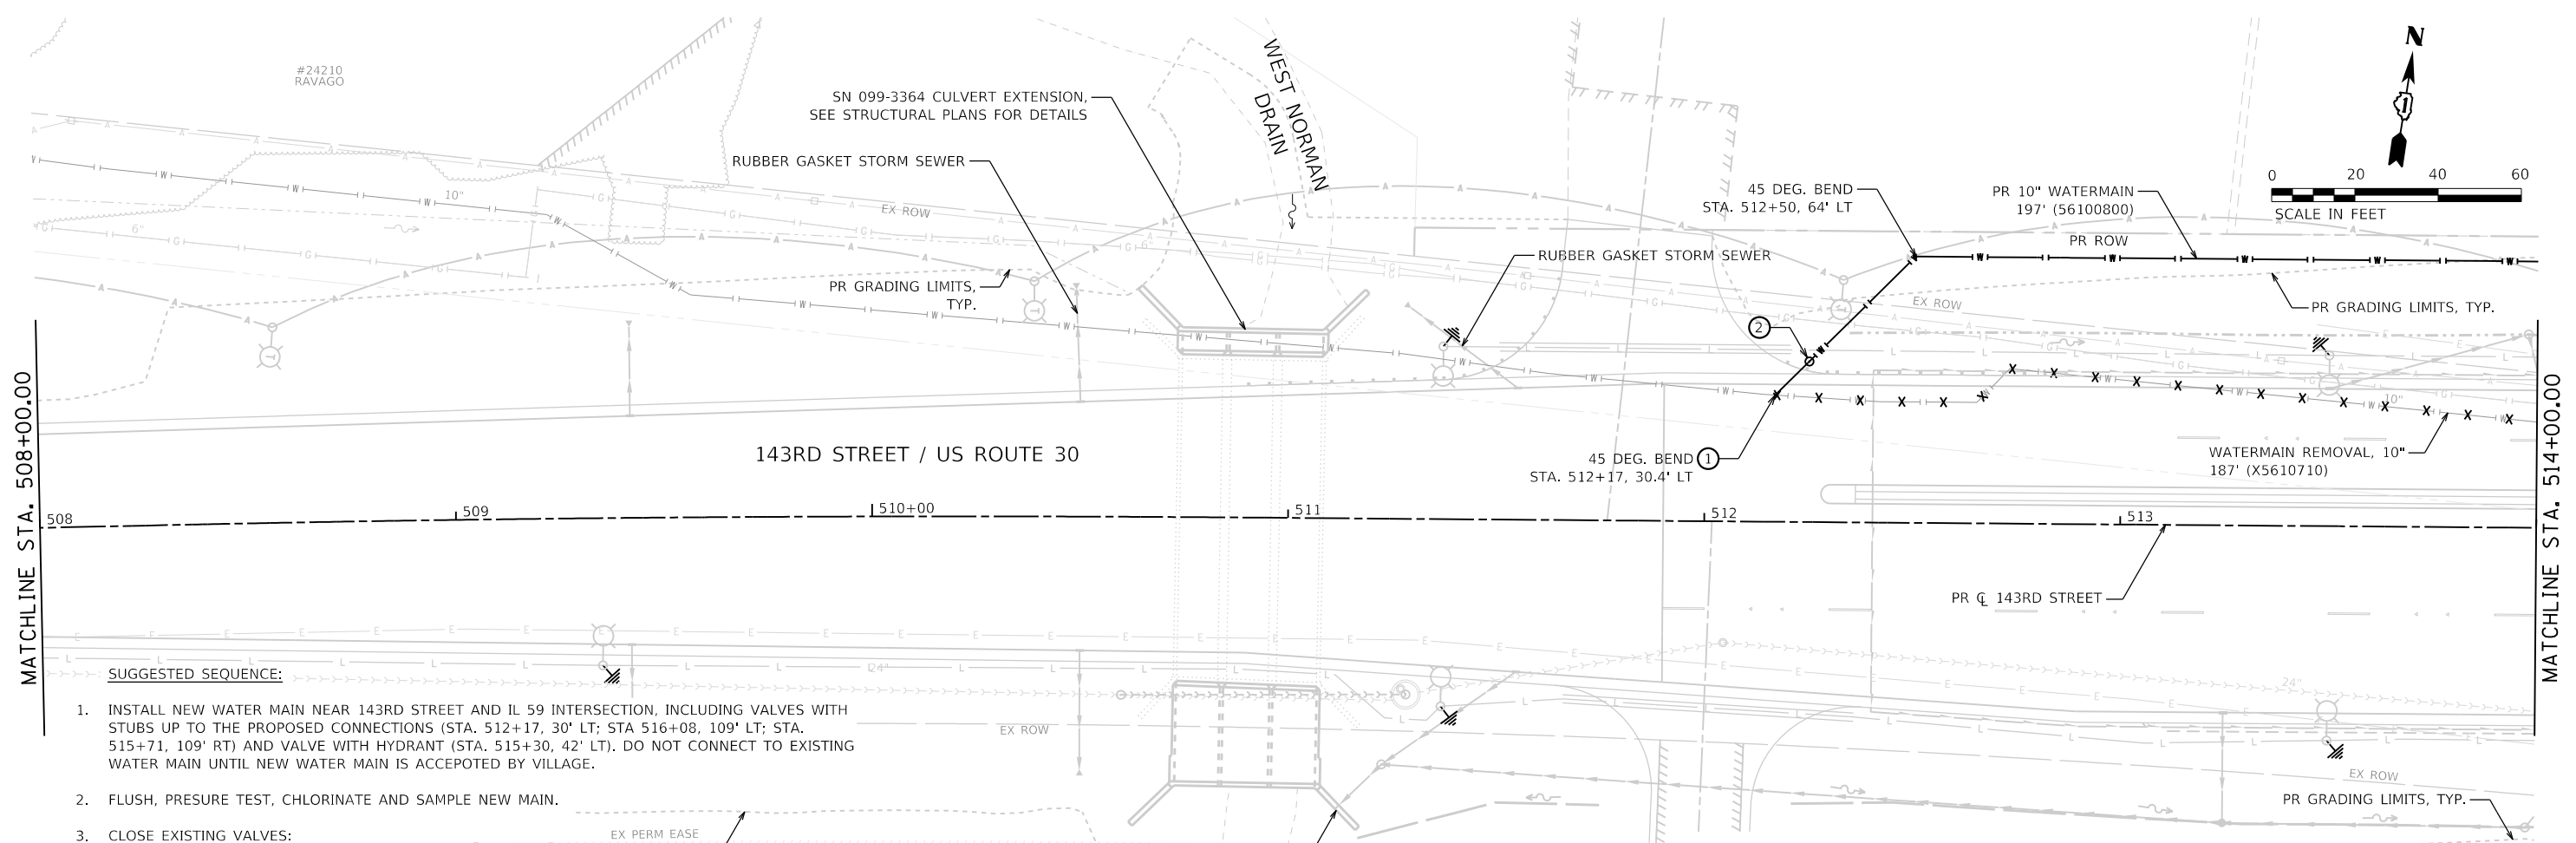 #24210
RAVAGO
SN 099-3364 CULVERT EXTENSION,
SEE STRUCTURAL PLANS FOR DETAILS
RUBBER GASKET STORM SEWER
WEST NORMAN
DRAIN
N
1
0 20 40 60
SCALE IN FEET
45 DEG. BEND
STA. 512+50, 64' LT
PR 10" WATERMAIN
197' (56100800)
PR ROW
10"
6"
EX ROW
6"
RUBBER GASKET STORM SEWER
PR GRADING LIMITS,
TYP.
EX ROW
PR GRADING LIMITS, TYP.
2
10"
WATERMAIN REMOVAL, 10"
187' (X5610710)
45 DEG. BEND 1
STA. 512+17, 30.4' LT
143RD STREET / US ROUTE 30
MATCHLINE STA. 508+00.00
MATCHLINE STA. 514+00.00
508 509 510+00 511 512 513
PR ℄ 143RD STREET
24"
24"
SUGGESTED SEQUENCE:
1. INSTALL NEW WATER MAIN NEAR 143RD STREET AND IL 59 INTERSECTION, INCLUDING VALVES WITH
STUBS UP TO THE PROPOSED CONNECTIONS (STA. 512+17, 30' LT; STA 516+08, 109' LT; STA.
515+71, 109' RT) AND VALVE WITH HYDRANT (STA. 515+30, 42' LT). DO NOT CONNECT TO EXISTING
WATER MAIN UNTIL NEW WATER MAIN IS ACCEPOTED BY VILLAGE.
2. FLUSH, PRESURE TEST, CHLORINATE AND SAMPLE NEW MAIN.
3. CLOSE EXISTING VALVES:
EX ROW
EX PERM EASE
EX ROW
PR GRADING LIMITS, TYP.